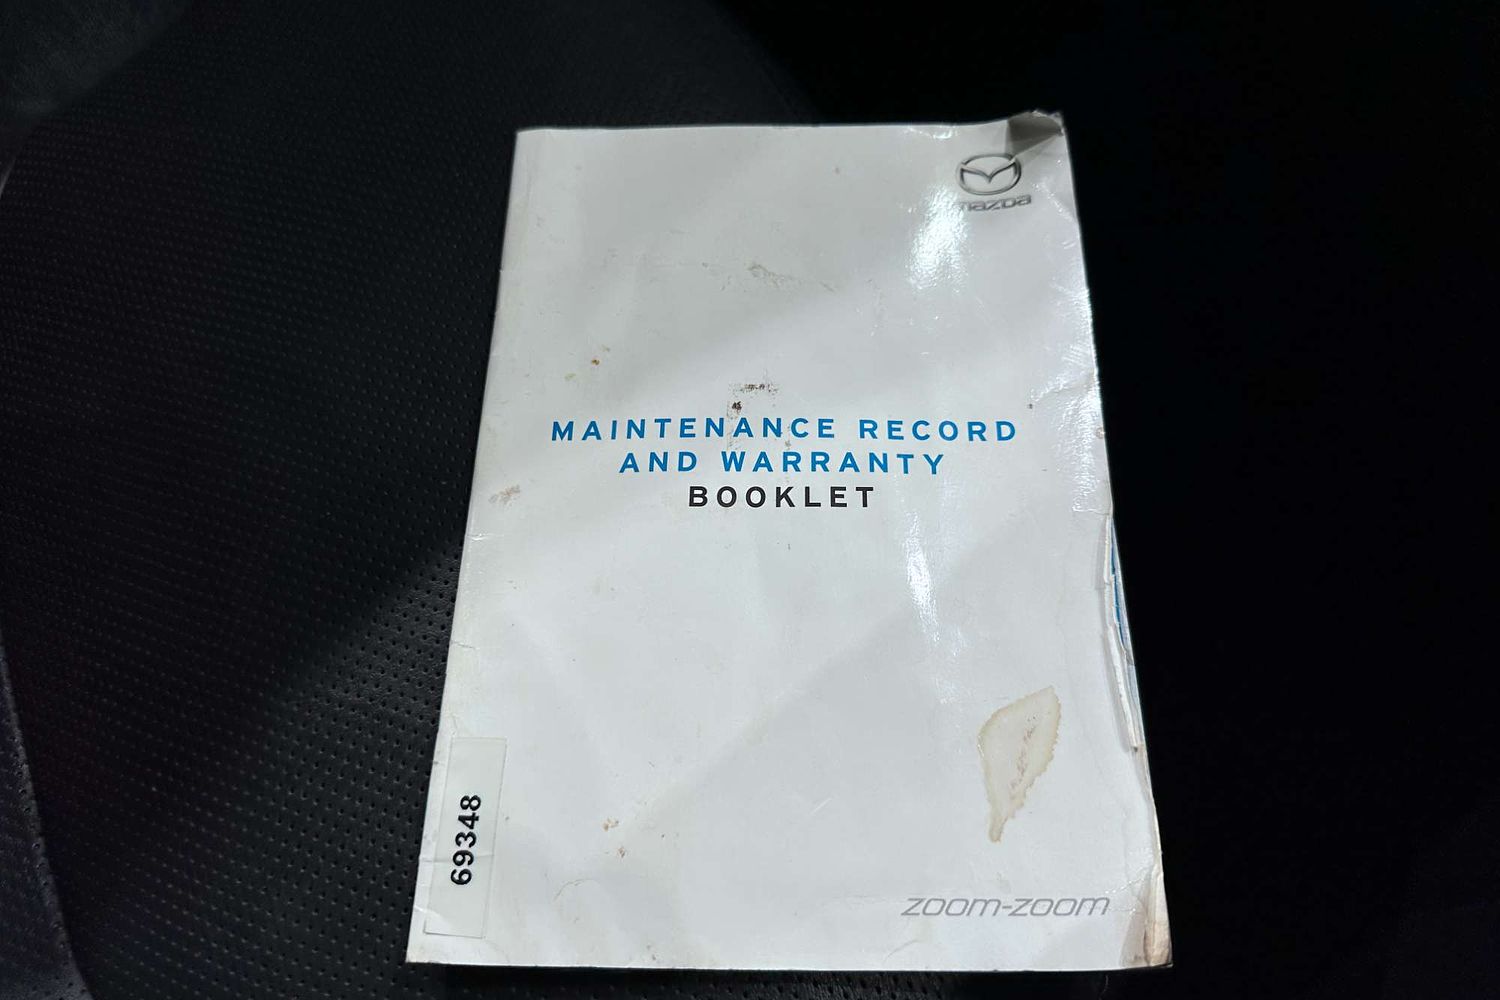 mazda
MAINTENANCE RECORD
AND WARRANTY
BOOKLET
69348
zoom-zoom